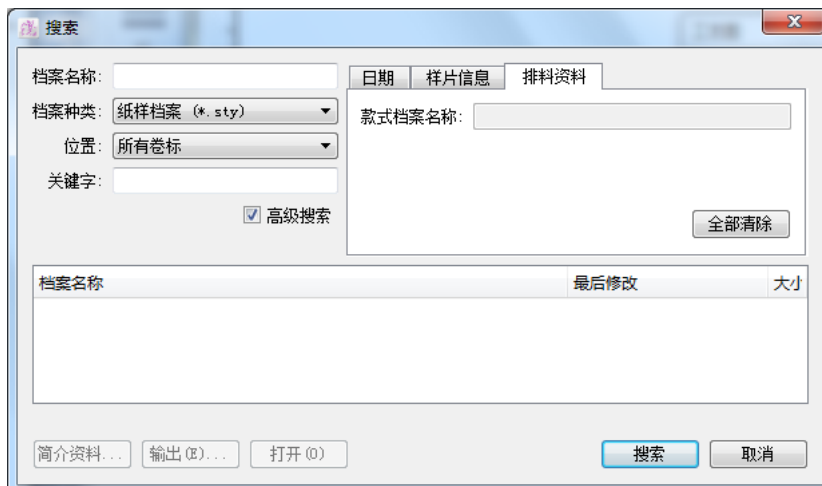 搜索
档案名称:
档案种类: 纸样档案 (*.sty)
位置: 所有卷标
关键字:
高级搜索
日期 样片信息 排料资料
款式档案名称:
全部清除
档案名称 最后修改 大小
简介资料... 输出(E)... 打开(O) 搜索 取消